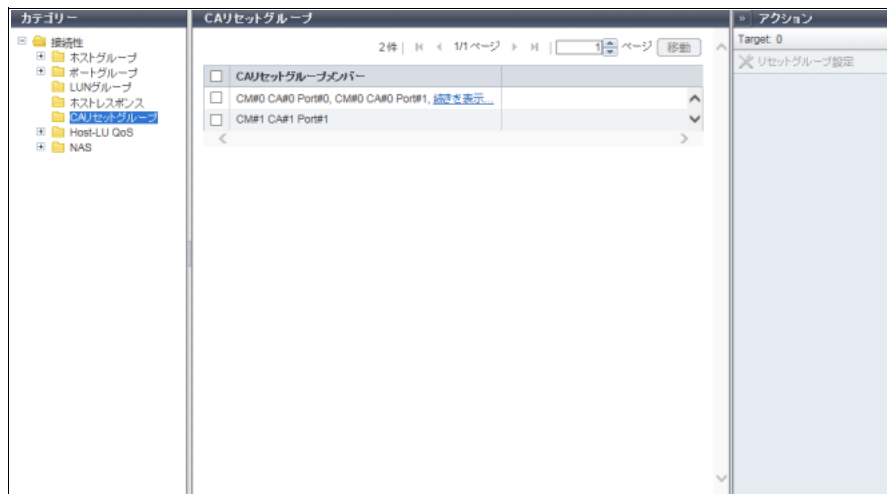 カテゴリー
接続性
ホストグループ
ポートグループ
LUNグループ
ホストレスポンス
CAリセットグループ
Host-LU QoS
NAS
CAリセットグループ
2件 | 1/1ページ | 1 ページ 移動
CAリセットグループメンバー
CM#0 CA#0 Port#0, CM#0 CA#0 Port#1, 続きを表示...
CM#1 CA#1 Port#1
» アクション
Target: 0
リセットグループ設定